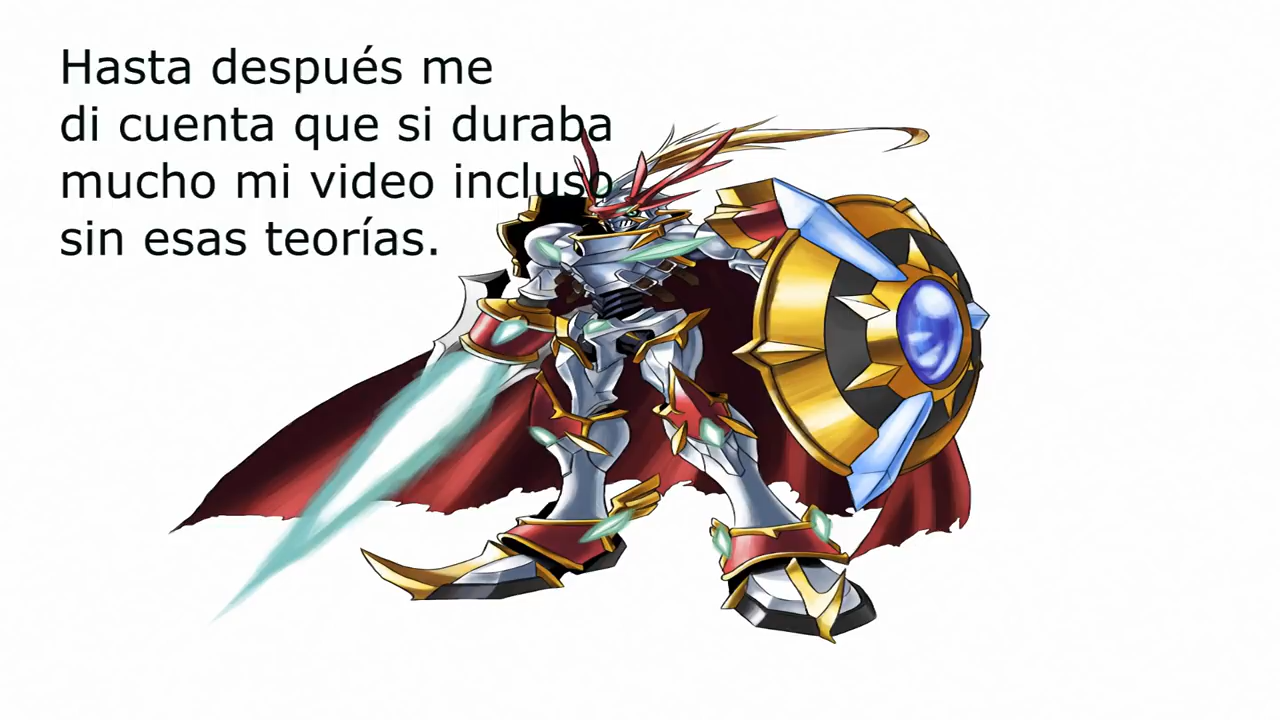 Hasta después me
di cuenta que si duraba
mucho mi video incluso
sin esas teorías.